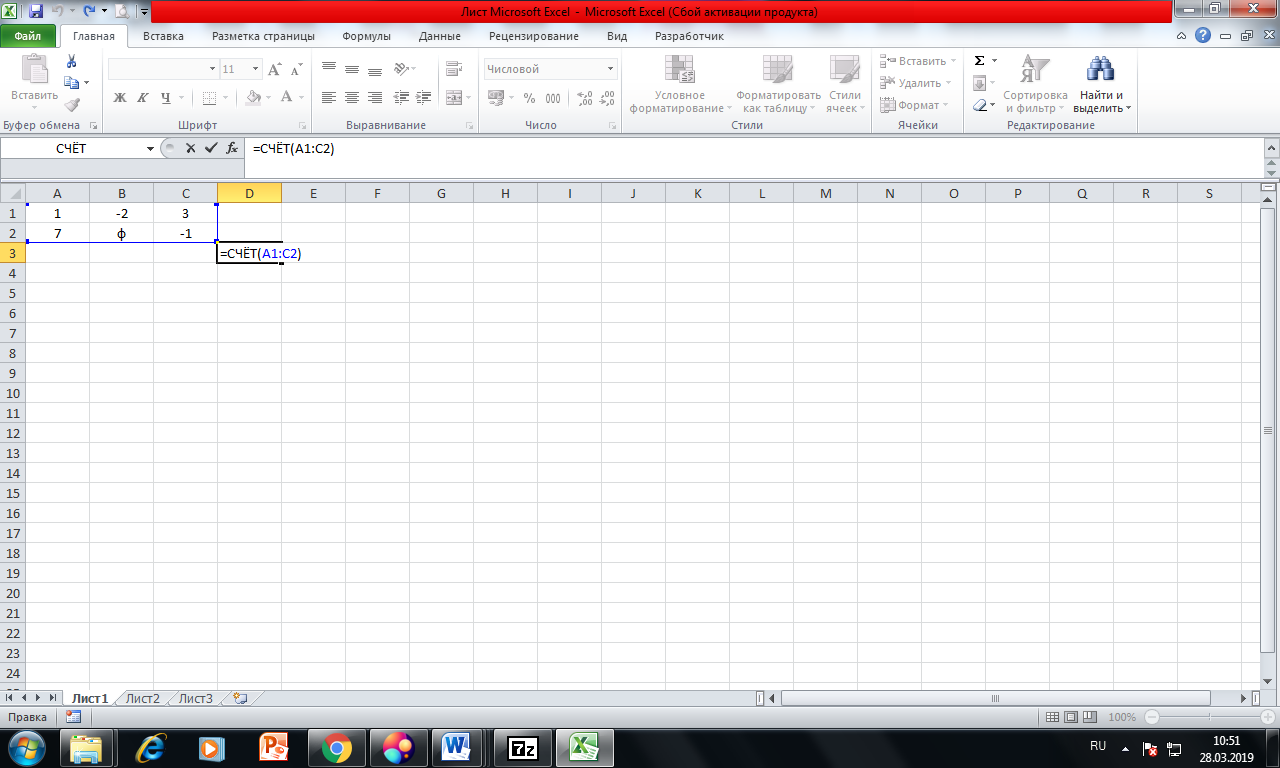 Лист Microsoft Excel - Microsoft Excel (Сбой активации продукта)
Файл Главная Вставка Разметка страницы Формулы Данные Рецензирование Вид Разработчик
Вставить
Буфер обмена
11
Ж К Ч
Шрифт
Выравнивание
Числовой
% 000
Число
Условное форматирование
Форматировать как таблицу
Стили ячеек
Стили
Вставить
Удалить
Формат
Ячейки
Σ
Сортировка и фильтр
Найти и выделить
Редактирование
СЧЁТ fx =СЧЁТ(A1:C2)
A B C D E F G H I J K L M N O P Q R S
1 1 -2 3
2 7 ф -1
3 =СЧЁТ(A1:C2)
4
5
6
7
8
9
10
11
12
13
14
15
16
17
18
19
20
21
22
23
24
Лист1 Лист2 Лист3
Правка 100%
7z
RU 10:51
28.03.2019